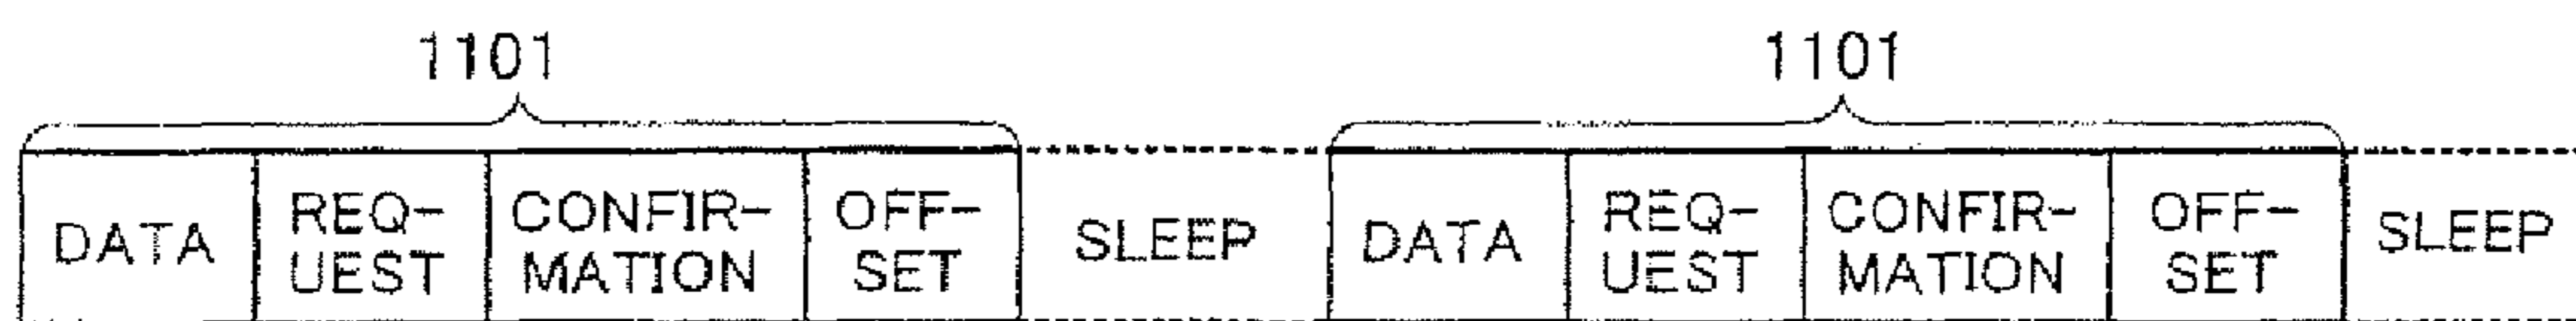 1101 1101
DATA REQ- CONFIR- OFF- SLEEP DATA REQ- CONFIR- OFF- SLEEP
UEST MATION SET UEST MATION SET